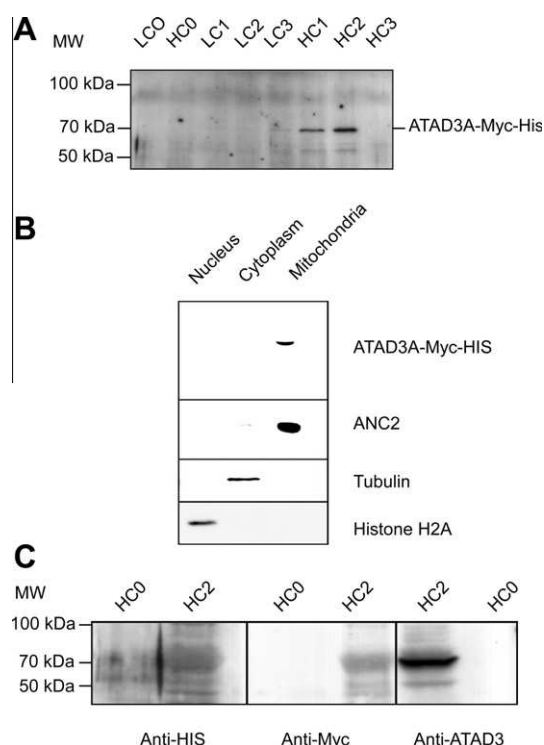 A
MW LCO HC0 LC1 LC2 LC3 HC1 HC2 HC3
100 kDa
70 kDa ATAD3A-Myc-His
50 kDa
B
Nucleus Cytoplasm Mitochondria
ATAD3A-Myc-HIS
ANC2
Tubulin
Histone H2A
C
MW HC0 HC2 HC0 HC2 HC2 HC0
100 kDa
70 kDa
50 kDa
Anti-HIS Anti-Myc Anti-ATAD3